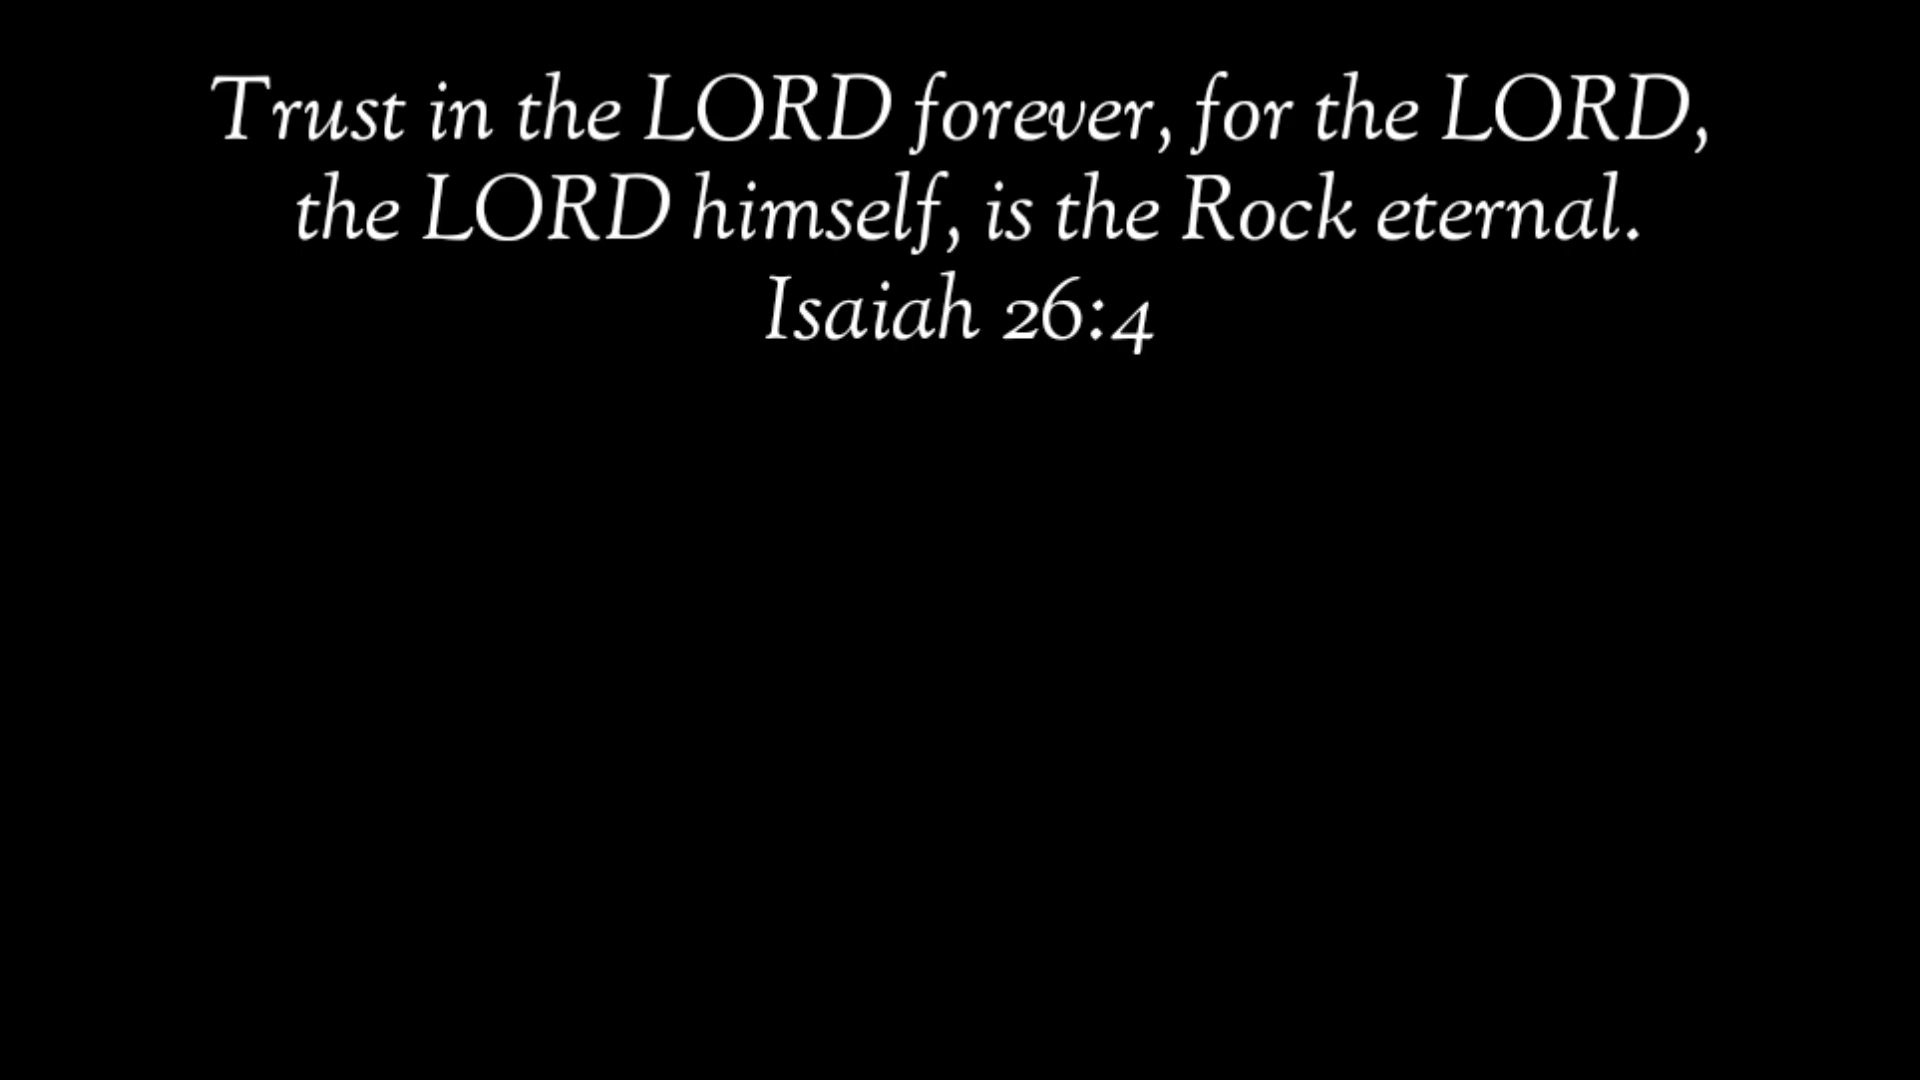 Trust in the LORD forever, for the LORD,
the LORD himself, is the Rock eternal.
Isaiah 26:4